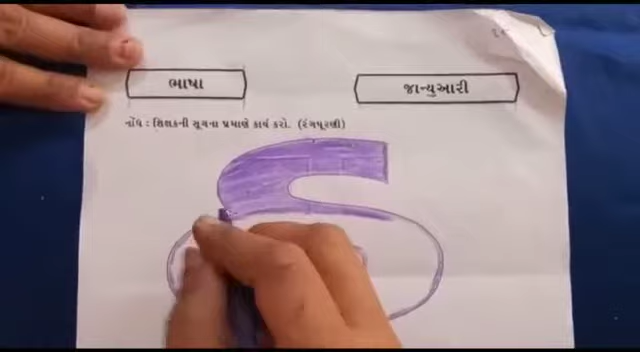 ભાષા
જાન્યુઆરી
નોંધ : શિક્ષકની સૂચના પ્રમાણે કાર્ય કરો. (રંગપૂરણી)